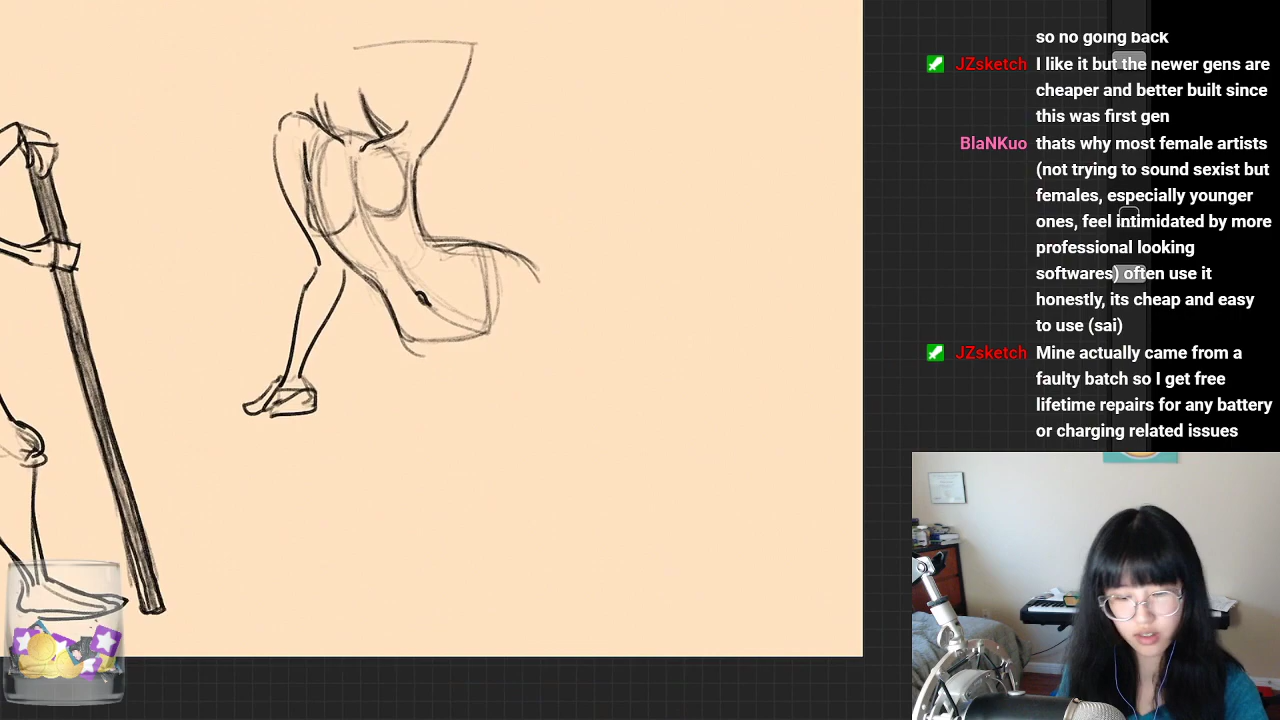 so no going back
JZsketch I like it but the newer gens are
cheaper and better built since
this was first gen
BlaNKuo thats why most female artists
(not trying to sound sexist but
females, especially younger
ones, feel intimidated by more
professional looking
softwares) often use it
honestly, its cheap and easy
to use (sai)
JZsketch Mine actually came from a
faulty batch so I get free
lifetime repairs for any battery
or charging related issues